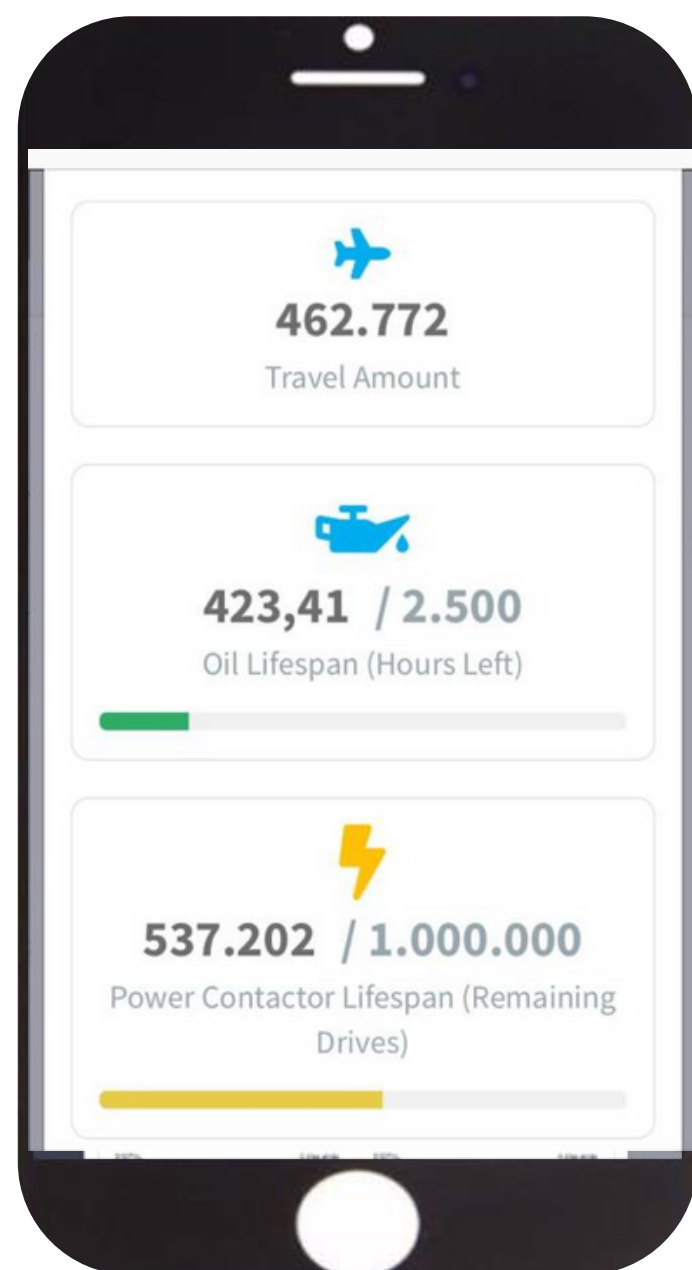 462.772
Travel Amount
423,41 / 2.500
Oil Lifespan (Hours Left)
537.202 / 1.000.000
Power Contactor Lifespan (Remaining
Drives)